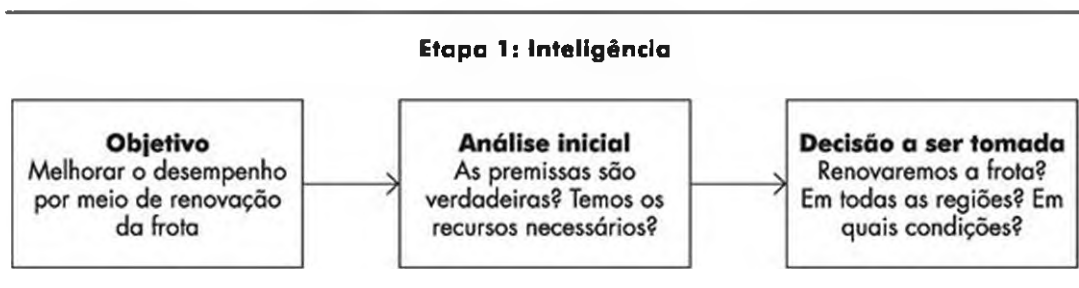 Etapa 1: Inteligência
Objetivo
Melhorar o desempenho
por meio de renovação
da frota
Análise inicial
As premissas são
verdadeiras? Temos os
recursos necessários?
Decisão a ser tomada
Renovaremos a frota?
Em todas as regiões? Em
quais condições?